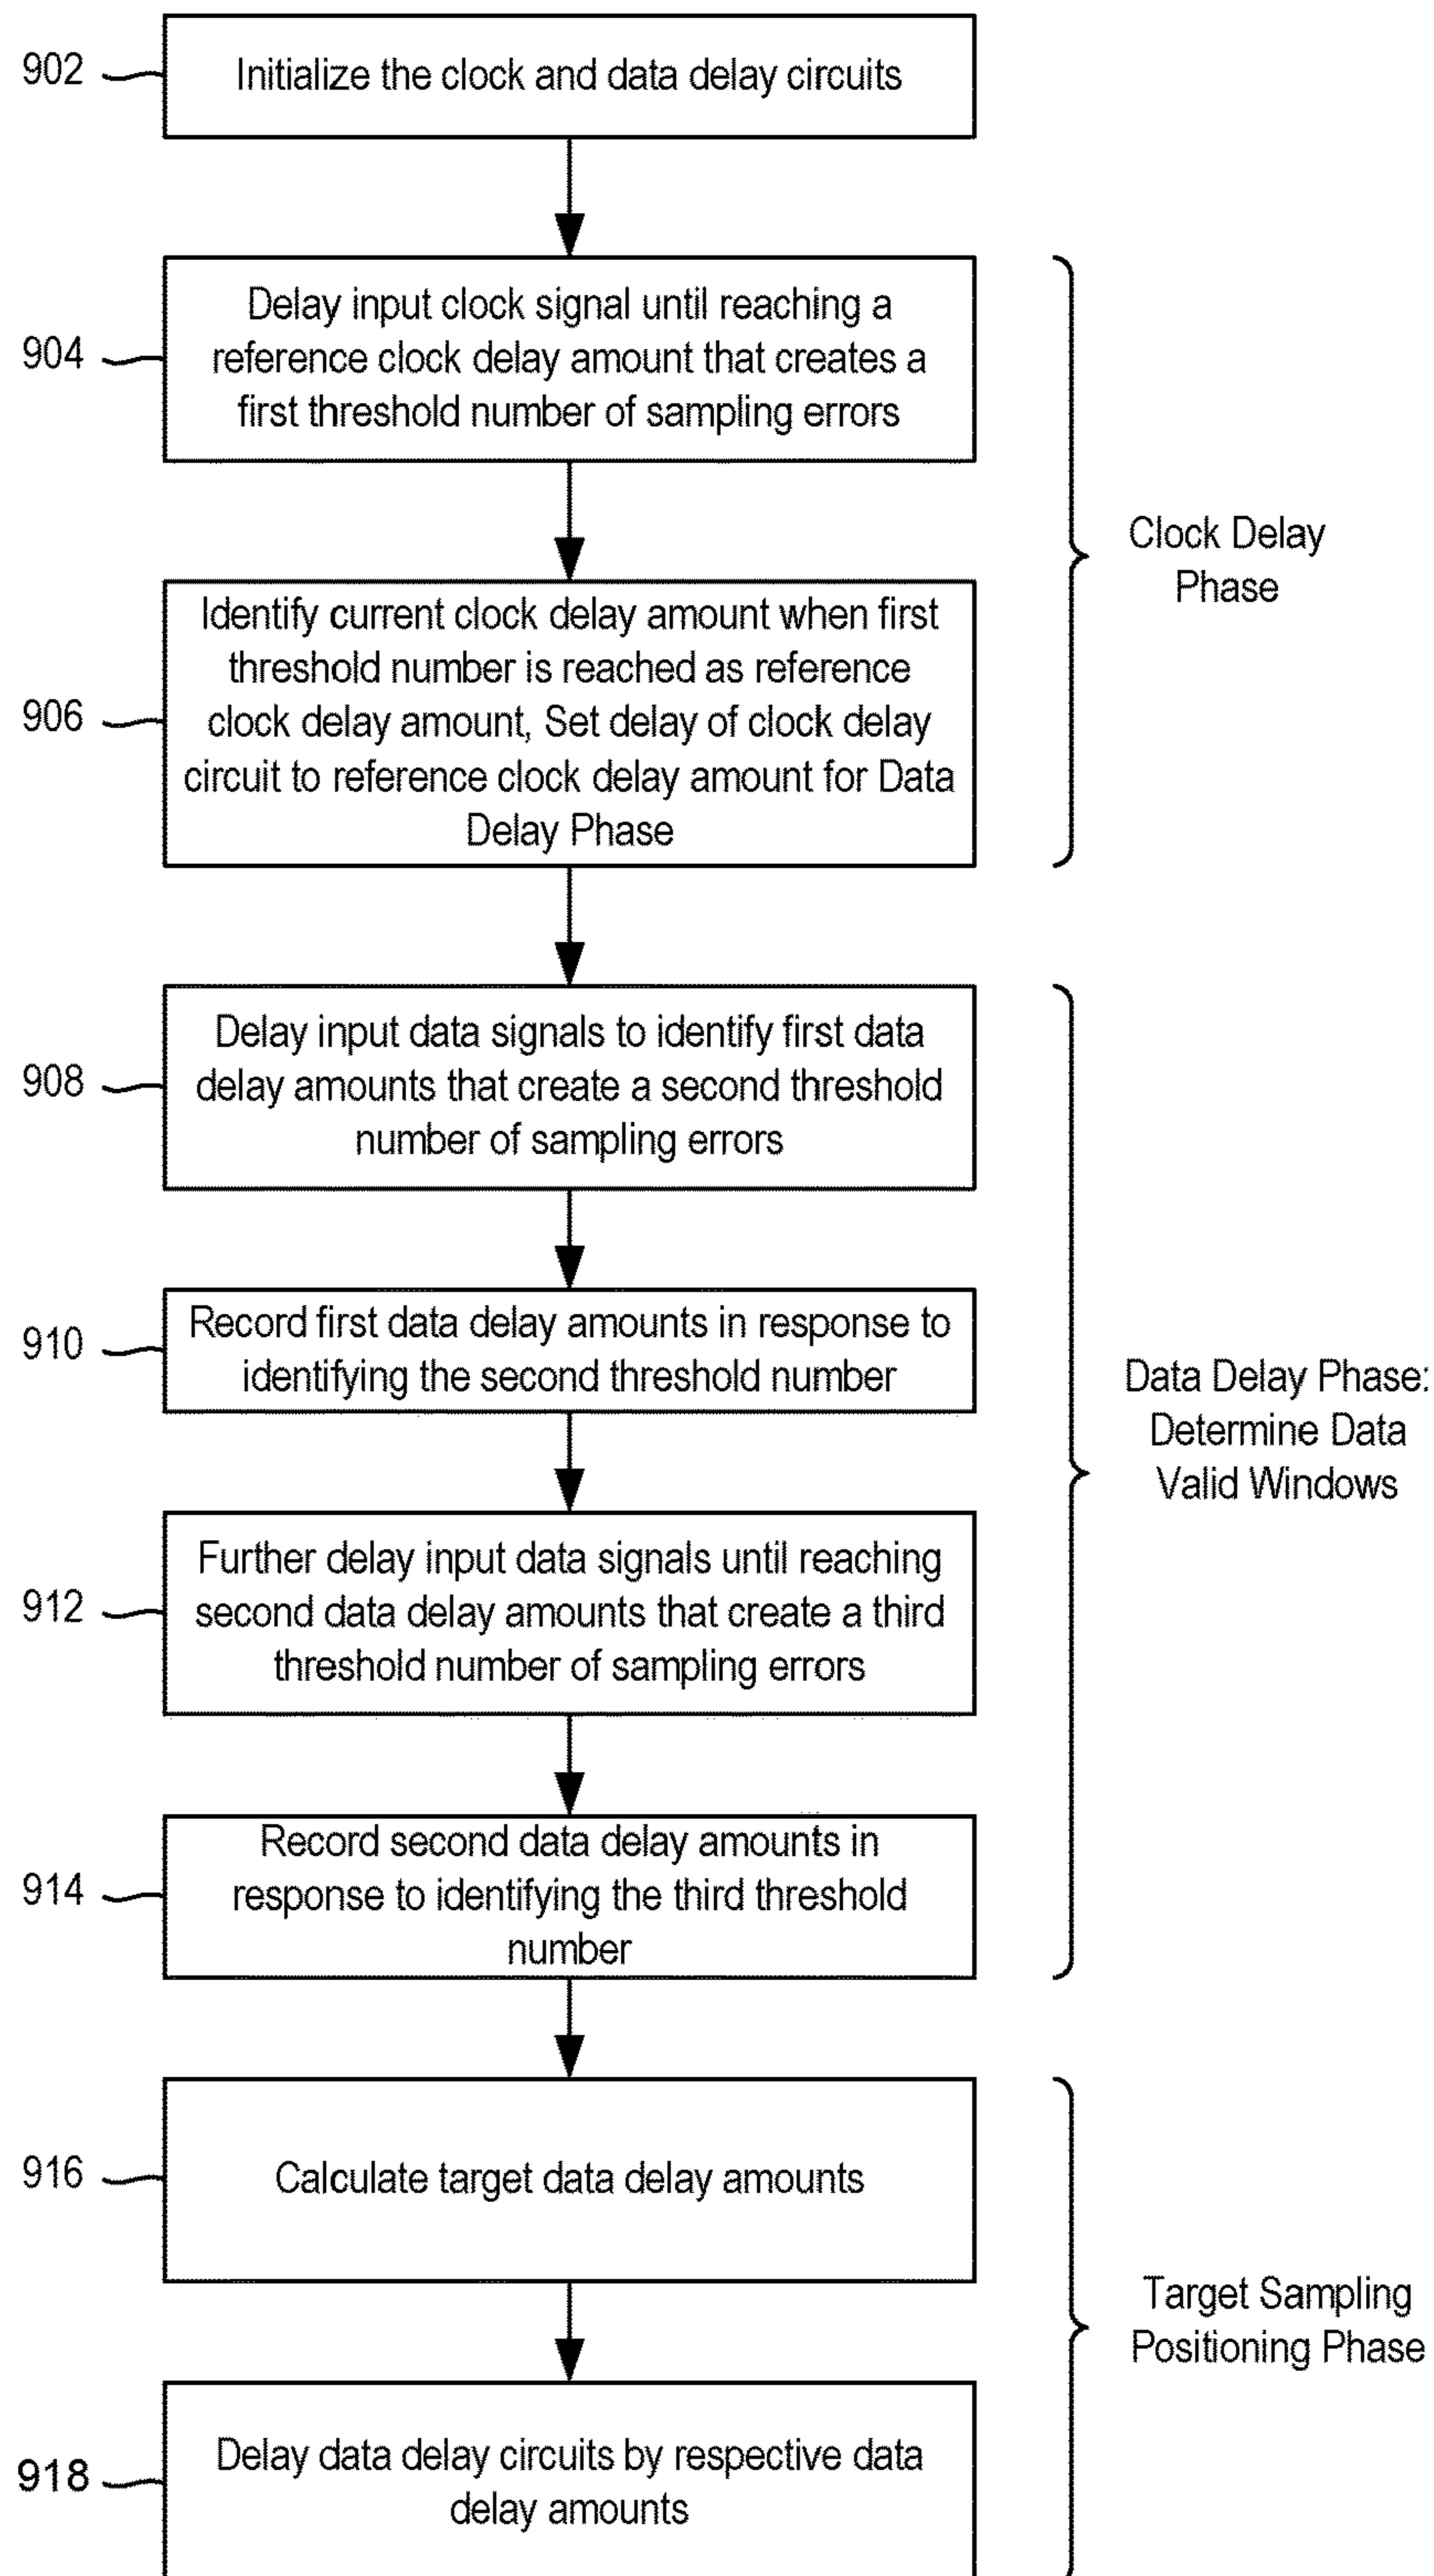 902
Initialize the clock and data delay circuits
904
Delay input clock signal until reaching a
reference clock delay amount that creates a
first threshold number of sampling errors
Clock Delay
Phase
906
Identify current clock delay amount when first
threshold number is reached as reference
clock delay amount, Set delay of clock delay
circuit to reference clock delay amount for Data
Delay Phase
908
Delay input data signals to identify first data
delay amounts that create a second threshold
number of sampling errors
910
Record first data delay amounts in response to
identifying the second threshold number
Data Delay Phase:
Determine Data
Valid Windows
912
Further delay input data signals until reaching
second data delay amounts that create a third
threshold number of sampling errors
914
Record second data delay amounts in
response to identifying the third threshold
number
916
Calculate target data delay amounts
Target Sampling
Positioning Phase
918
Delay data delay circuits by respective data
delay amounts